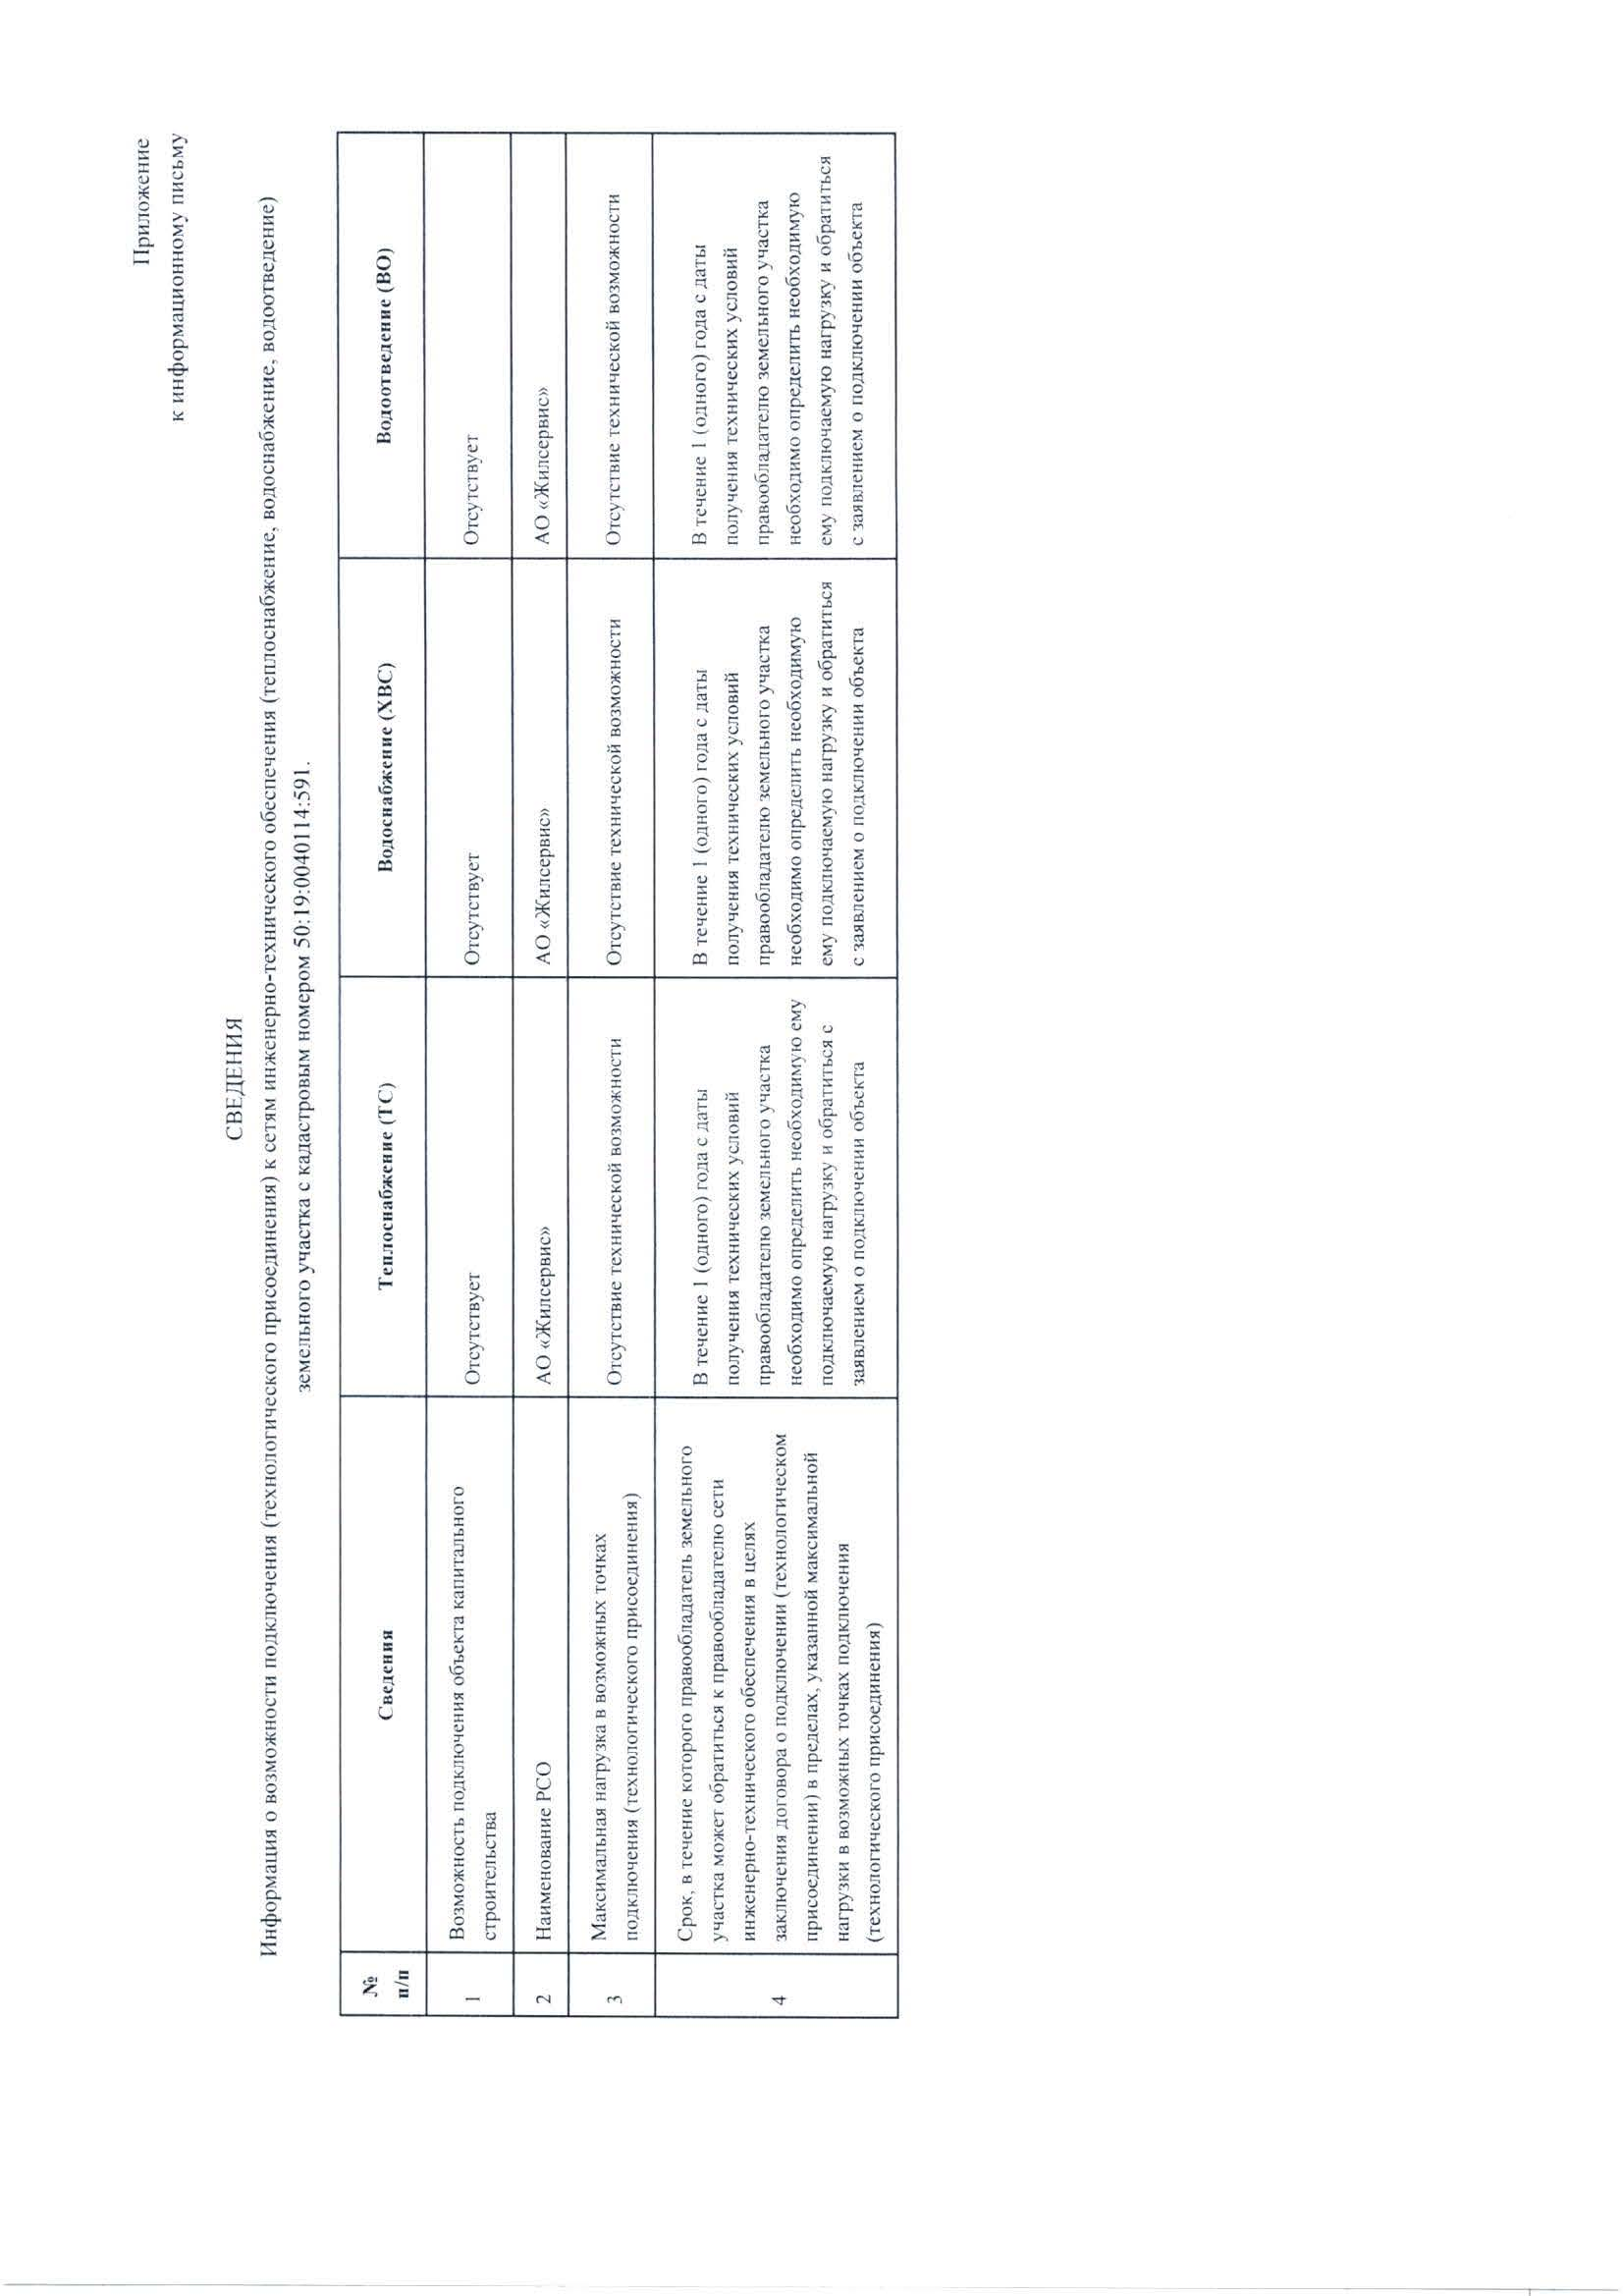 Приложение
к информационному письму
СВЕДЕНИЯ
Информация о возможности подключения (технологического присоединения) к сетям инженерно-технического обеспечения (теплоснабжение, водоснабжение, водоотведение)
земельного участка с кадастровым номером 50:19:0040114:591.
№
п/п
Сведения
Теплоснабжение (ТС)
Водоснабжение (ХВС)
Водоотведение (ВО)
1
Возможность подключения объекта капитального
строительства
Отсутствует
Отсутствует
Отсутствует
2
Наименование РСО
АО «Жилсервис»
АО «Жилсервис»
АО «Жилсервис»
3
Максимальная нагрузка в возможных точках
подключения (технологического присоединения)
Отсутствие технической возможности
Отсутствие технической возможности
Отсутствие технической возможности
4
Срок, в течение которого правообладатель земельного
участка может обратиться к правообладателю сети
инженерно-технического обеспечения в целях
заключения договора о подключении (технологическом
присоединении) в пределах, указанной максимальной
нагрузки в возможных точках подключения
(технологического присоединения)
В течение 1 (одного) года с даты
получения технических условий
правообладателю земельного участка
необходимо определить необходимую ему
подключаемую нагрузку и обратиться с
заявлением о подключении объекта
В течение 1 (одного) года с даты
получения технических условий
правообладателю земельного участка
необходимо определить необходимую
ему подключаемую нагрузку и обратиться
с заявлением о подключении объекта
В течение 1 (одного) года с даты
получения технических условий
правообладателю земельного участка
необходимо определить необходимую
ему подключаемую нагрузку и обратиться
с заявлением о подключении объекта